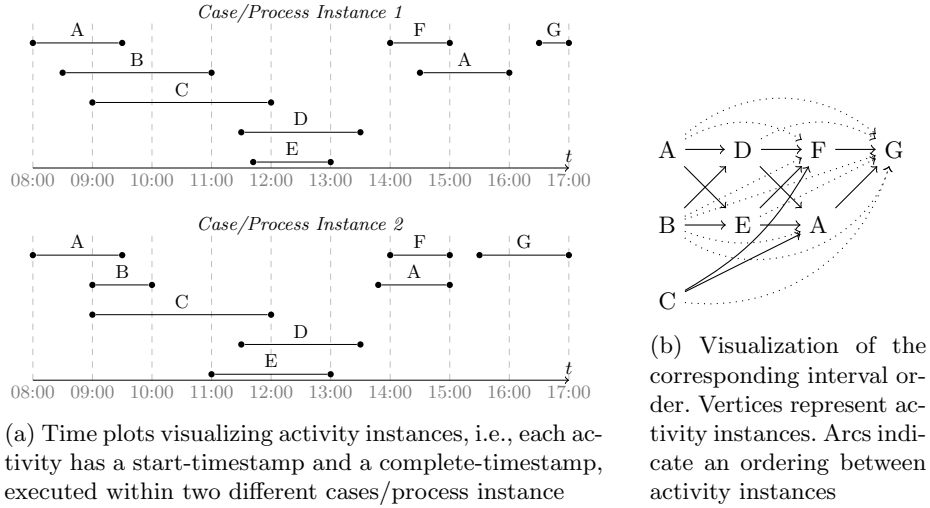 Case/Process Instance 1
A F G
B A
C
D
E
t
08:00 09:00 10:00 11:00 12:00 13:00 14:00 15:00 16:00 17:00
Case/Process Instance 2
A F G
B A
C
D
E
t
08:00 09:00 10:00 11:00 12:00 13:00 14:00 15:00 16:00 17:00
(a) Time plots visualizing activity instances, i.e., each ac-
tivity has a start-timestamp and a complete-timestamp,
executed within two different cases/process instance
A D F G
B E A
C
(b) Visualization of the
corresponding interval or-
der. Vertices represent ac-
tivity instances. Arcs indi-
cate an ordering between
activity instances